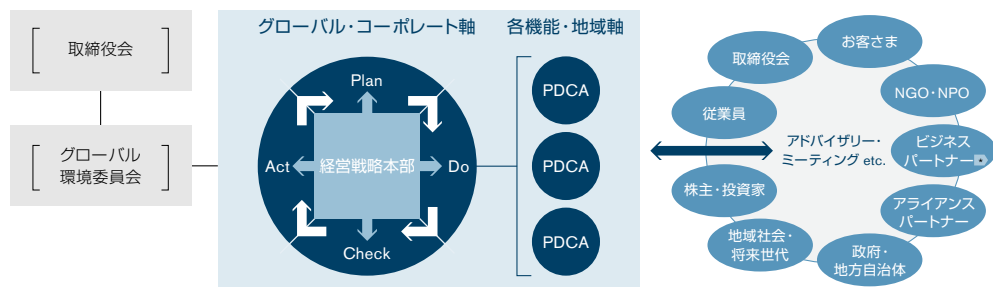 取締役会
グローバル
環境委員会
グローバル・コーポレート軸
Plan
Act
経営戦略本部
Do
Check
各機能・地域軸
PDCA
PDCA
PDCA
アドバイザリー・
ミーティング etc.
お客さま
NGO・NPO
ビジネス
パートナー
アライアンス
パートナー
政府・
地方自治体
地域社会・
将来世代
株主・投資家
従業員
取締役会